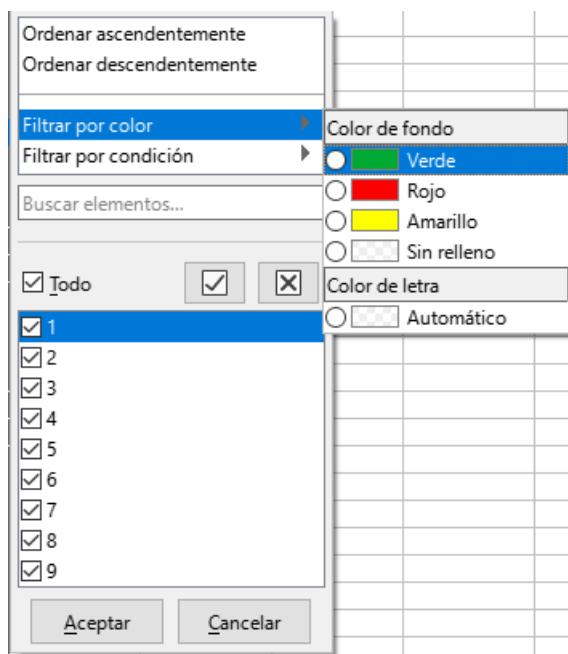 Ordenar ascendentemente
Ordenar descendentemente
Filtrar por color
Filtrar por condición
Buscar elementos...
Todo
1
2
3
4
5
6
7
8
9
Aceptar Cancelar
Color de fondo
Verde
Rojo
Amarillo
Sin relleno
Color de letra
Automático